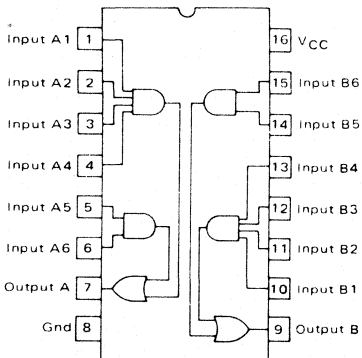 Input A1 1
16 VCC
Input A2 2
15 Input B6
Input A3 3
14 Input B5
Input A4 4
13 Input B4
Input A5 5
12 Input B3
Input A6 6
11 Input B2
Output A 7
10 Input B1
Gnd 8
9 Output B